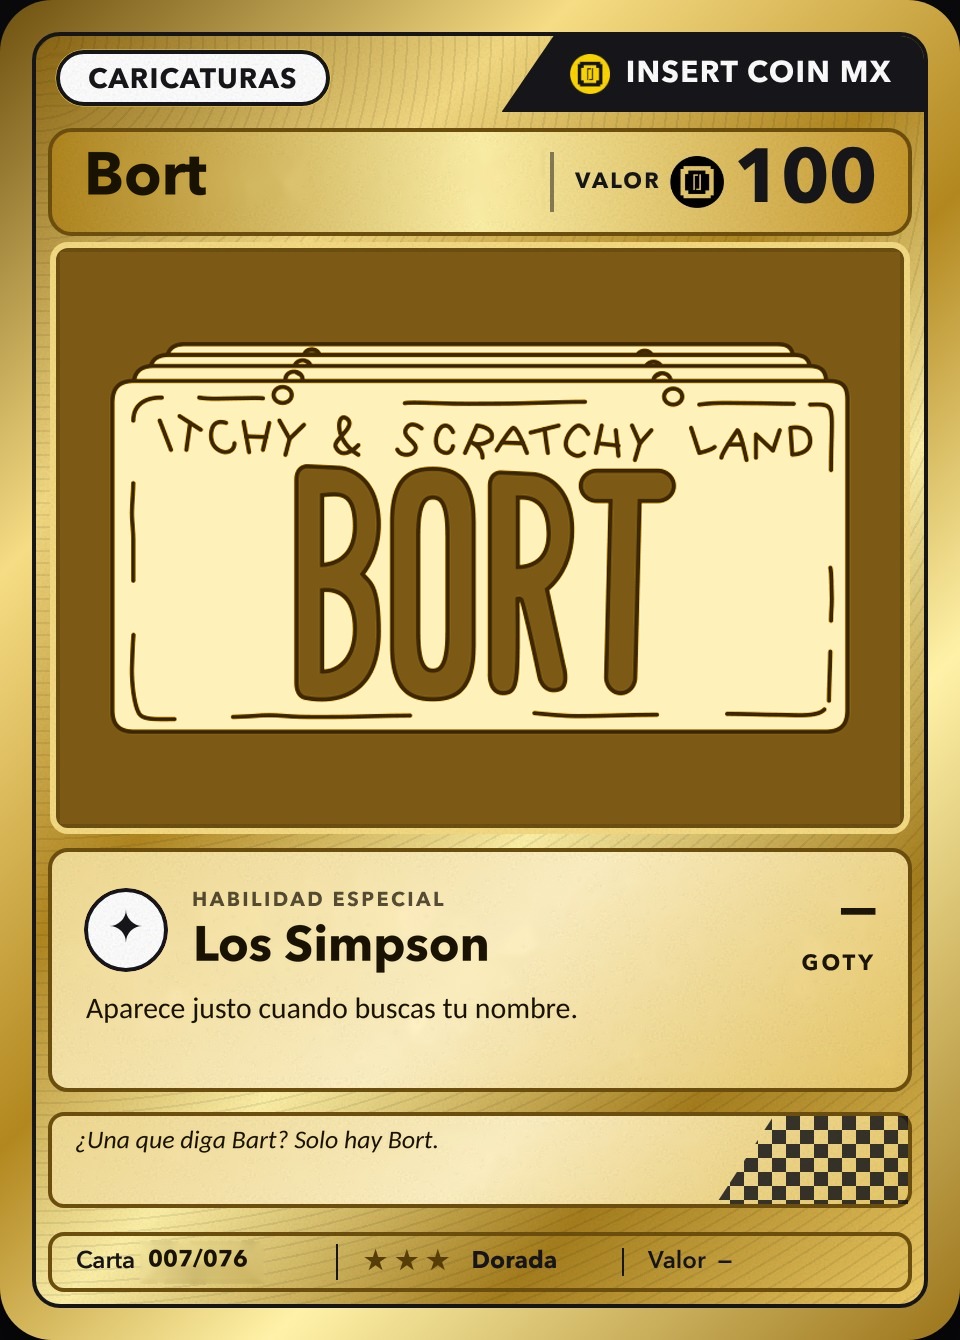 CARICATURAS
INSERT COIN MX
Bort
VALOR 100
ITCHY & SCRATCHY LAND
BORT
HABILIDAD ESPECIAL
Los Simpson
–
GOTY
Aparece justo cuando buscas tu nombre.
¿Una que diga Bart? Solo hay Bort.
Carta 007/076 ★★★ Dorada Valor –